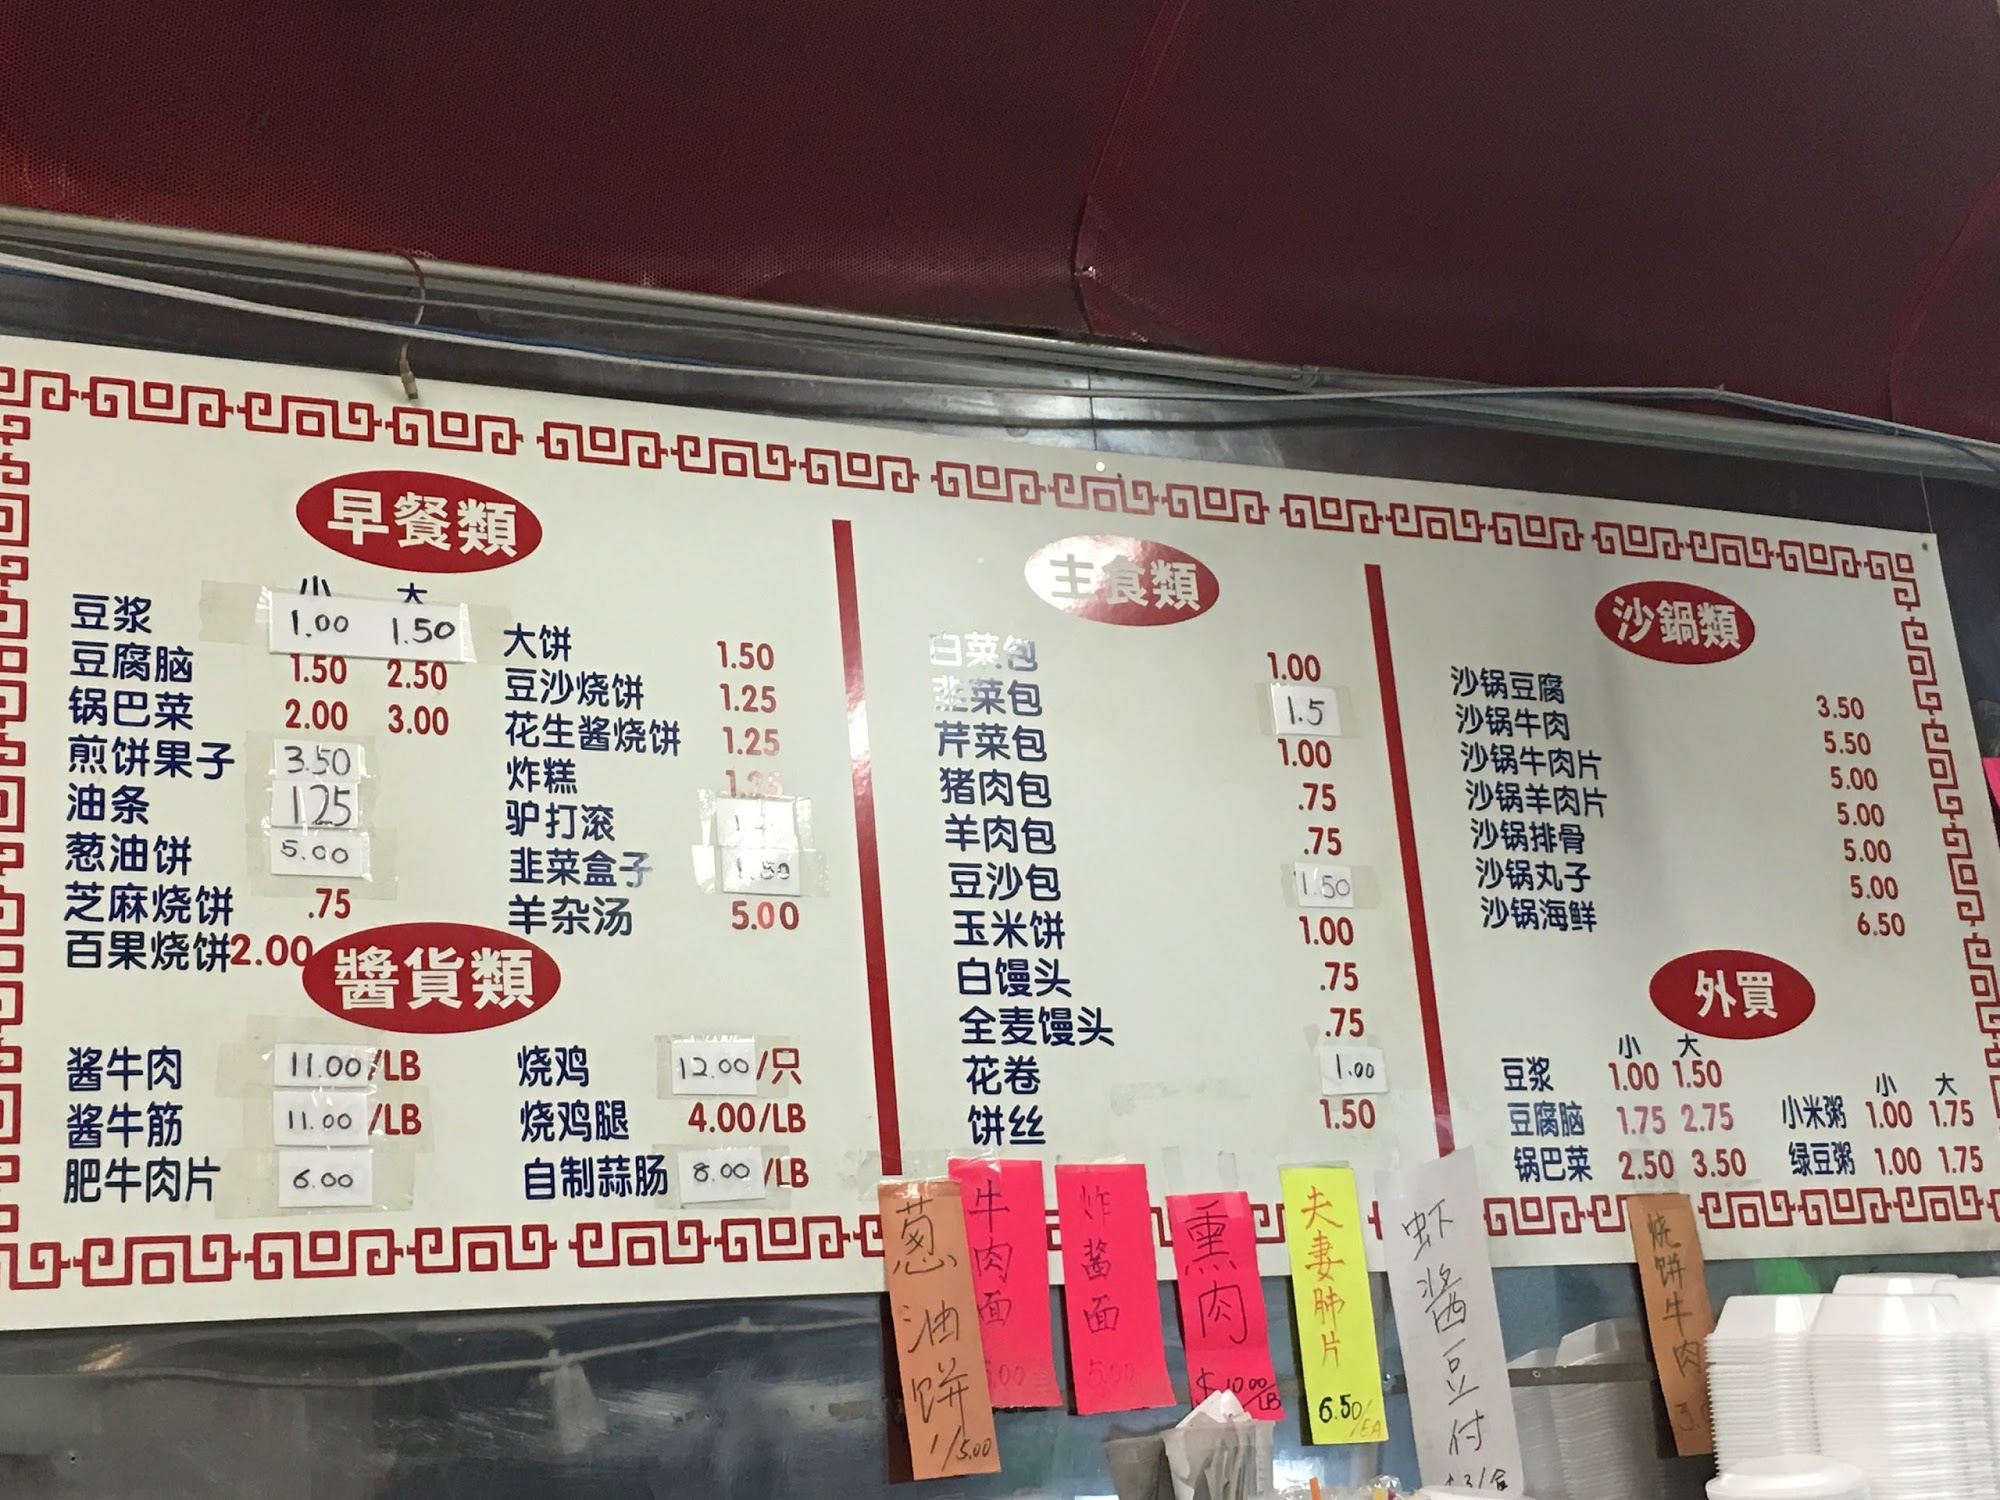 早餐類
小 大
豆浆 1.00 1.50
豆腐脑 1.50 2.50
锅巴菜 2.00 3.00
煎饼果子 3.50
油条 1.25
葱油饼 5.00
芝麻烧饼 .75
百果烧饼 2.00
大饼 1.50
豆沙烧饼 1.25
花生酱烧饼 1.25
炸糕 1.25
驴打滚
韭菜盒子 1.50
羊杂汤 5.00
醬貨類
酱牛肉 11.00/LB
酱牛筋 11.00/LB
肥牛肉片 6.00
烧鸡 12.00/只
烧鸡腿 4.00/LB
自制蒜肠 8.00/LB
主食類
白菜包 1.00
韭菜包 1.5
芹菜包 1.00
猪肉包 .75
羊肉包 .75
豆沙包 1.50
玉米饼 1.00
白馒头 .75
全麦馒头 .75
花卷 1.00
饼丝 1.50
沙鍋類
沙锅豆腐 3.50
沙锅牛肉 5.50
沙锅牛肉片 5.00
沙锅羊肉片 5.00
沙锅排骨 5.00
沙锅丸子 5.00
沙锅海鲜 6.50
外買
小 大
豆浆 1.00 1.50
豆腐脑 1.75 2.75
锅巴菜 2.50 3.50
小 大
小米粥 1.00 1.75
绿豆粥 1.00 1.75
葱油饼 1/5.00
牛肉面
炸酱面 5.00
熏肉 $10.00/LB
夫妻肺片 6.50/EA
虾酱豆付
烧饼牛肉